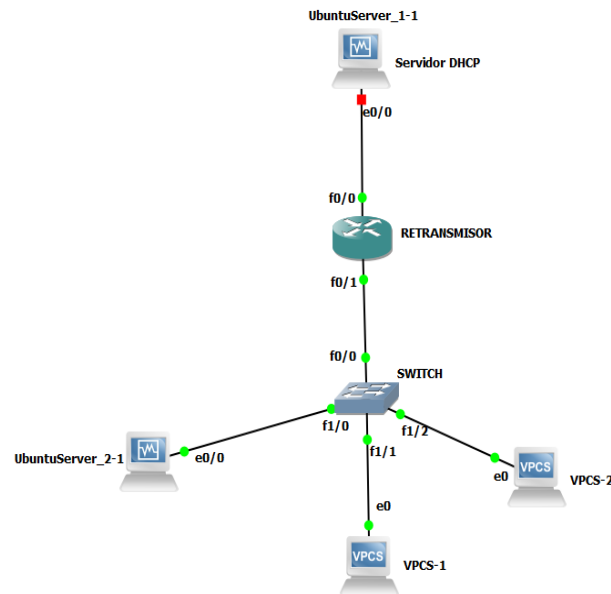 UbuntuServer_1-1
Servidor DHCP
e0/0
f0/0
RETRANSMISOR
f0/1
f0/0
SWITCH
f1/0
f1/2
f1/1
UbuntuServer_2-1
e0/0
e0
VPCS
VPCS-2
e0
VPCS
VPCS-1